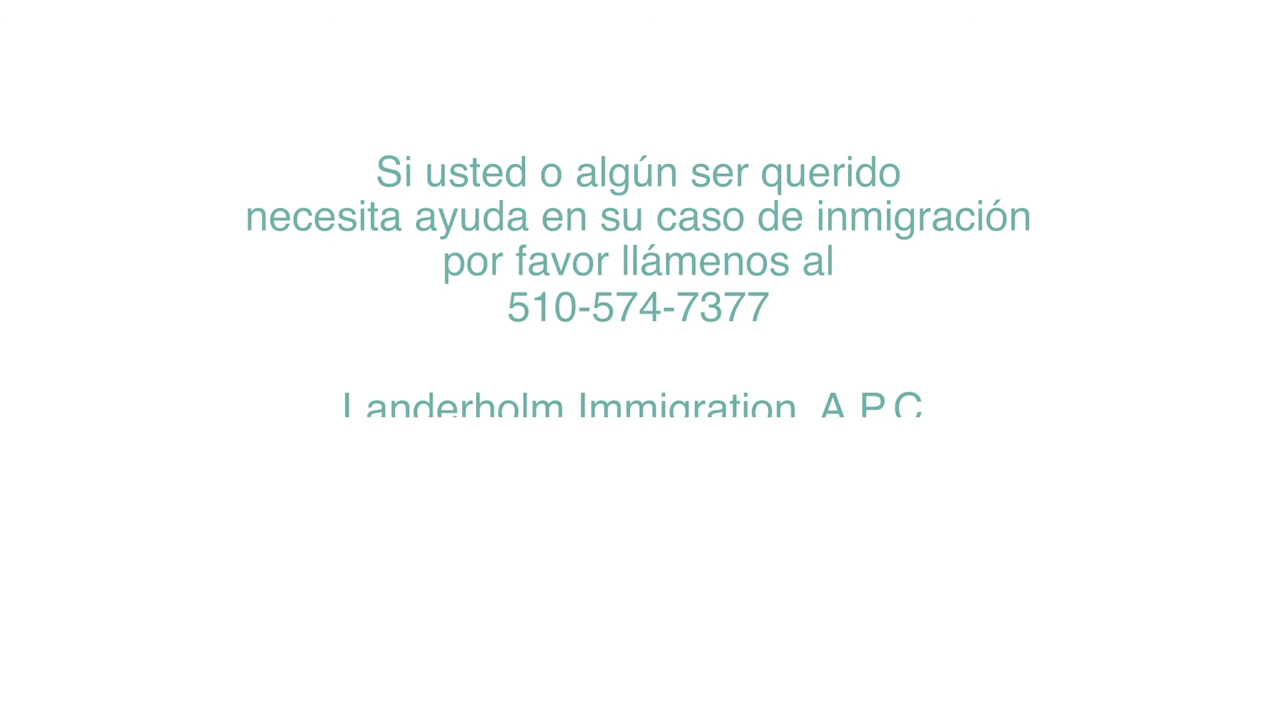 Si usted o algún ser querido
necesita ayuda en su caso de inmigración
por favor llámenos al
510-574-7377
Landerholm Immigration, A.P.C.